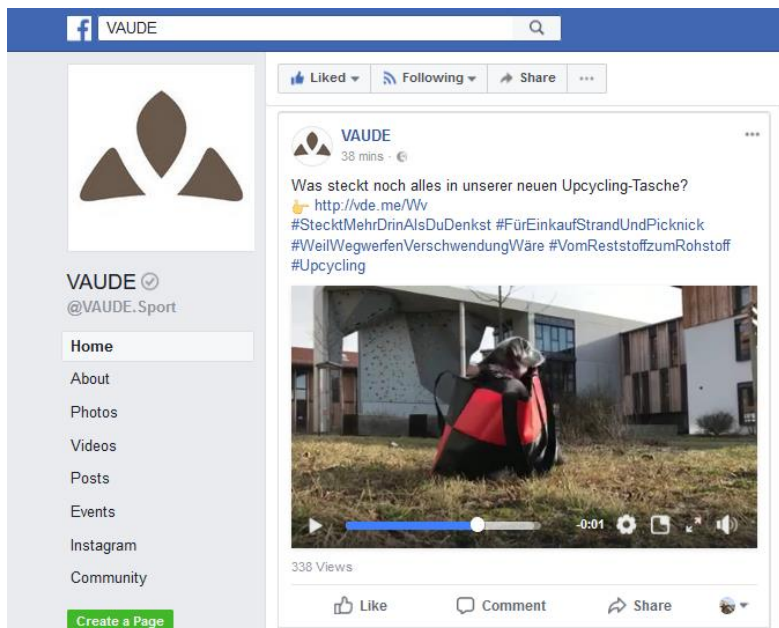 VAUDE
Liked
Following
Share
VAUDE
38 mins
Was steckt noch alles in unserer neuen Upcycling-Tasche?
http://vde.me/Wv
#StecktMehrDrinAlsDuDenkst #FürEinkaufStrandUndPicknick
#WeilWegwerfenVerschwendungWäre #VomReststoffzumRohstoff
#Upcycling
VAUDE
@VAUDE.Sport
Home
About
Photos
Videos
Posts
Events
Instagram
Community
Create a Page
-0:01
338 Views
Like
Comment
Share